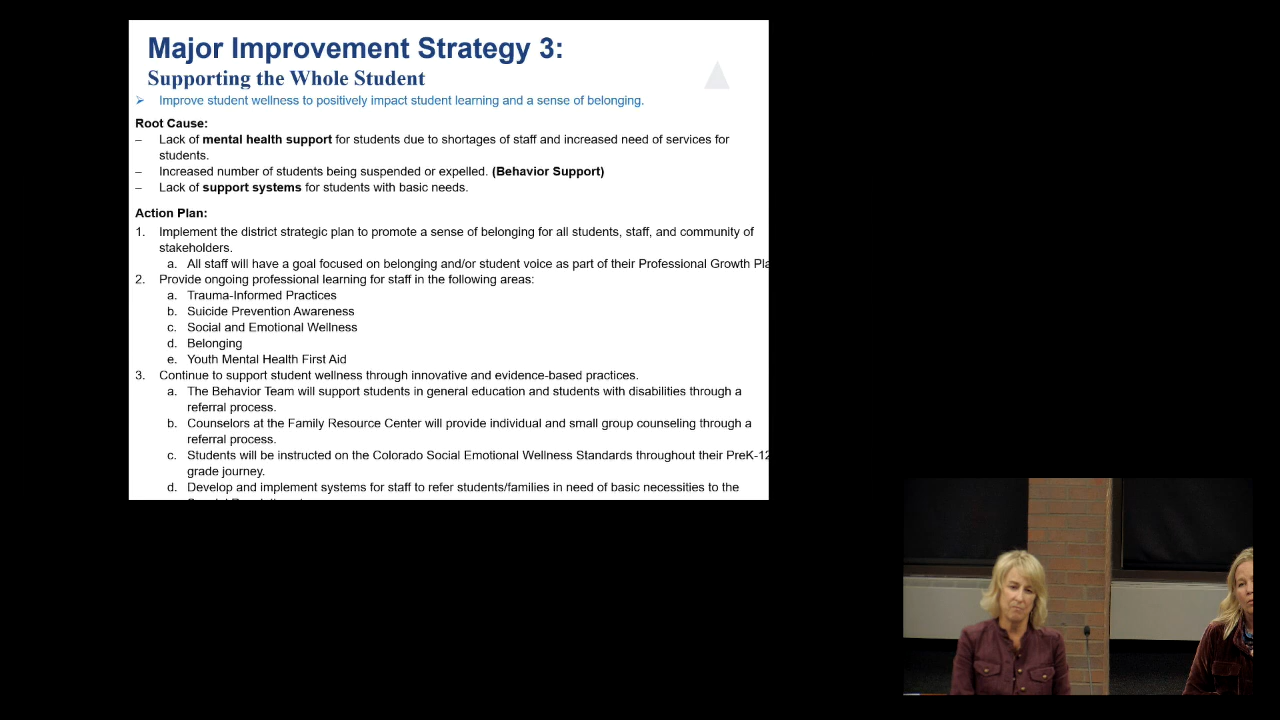 Major Improvement Strategy 3:
Supporting the Whole Student
➢ Improve student wellness to positively impact student learning and a sense of belonging.
Root Cause:
– Lack of mental health support for students due to shortages of staff and increased need of services for
students.
– Increased number of students being suspended or expelled. (Behavior Support)
– Lack of support systems for students with basic needs.
Action Plan:
1. Implement the district strategic plan to promote a sense of belonging for all students, staff, and community of
stakeholders.
a. All staff will have a goal focused on belonging and/or student voice as part of their Professional Growth
2. Provide ongoing professional learning for staff in the following areas:
a. Trauma-Informed Practices
b. Suicide Prevention Awareness
c. Social and Emotional Wellness
d. Belonging
e. Youth Mental Health First Aid
3. Continue to support student wellness through innovative and evidence-based practices.
a. The Behavior Team will support students in general education and students with disabilities through a
referral process.
b. Counselors at the Family Resource Center will provide individual and small group counseling through a
referral process.
c. Students will be instructed on the Colorado Social Emotional Wellness Standards throughout their PreK-12
grade journey.
d. Develop and implement systems for staff to refer students/families in need of basic necessities to the